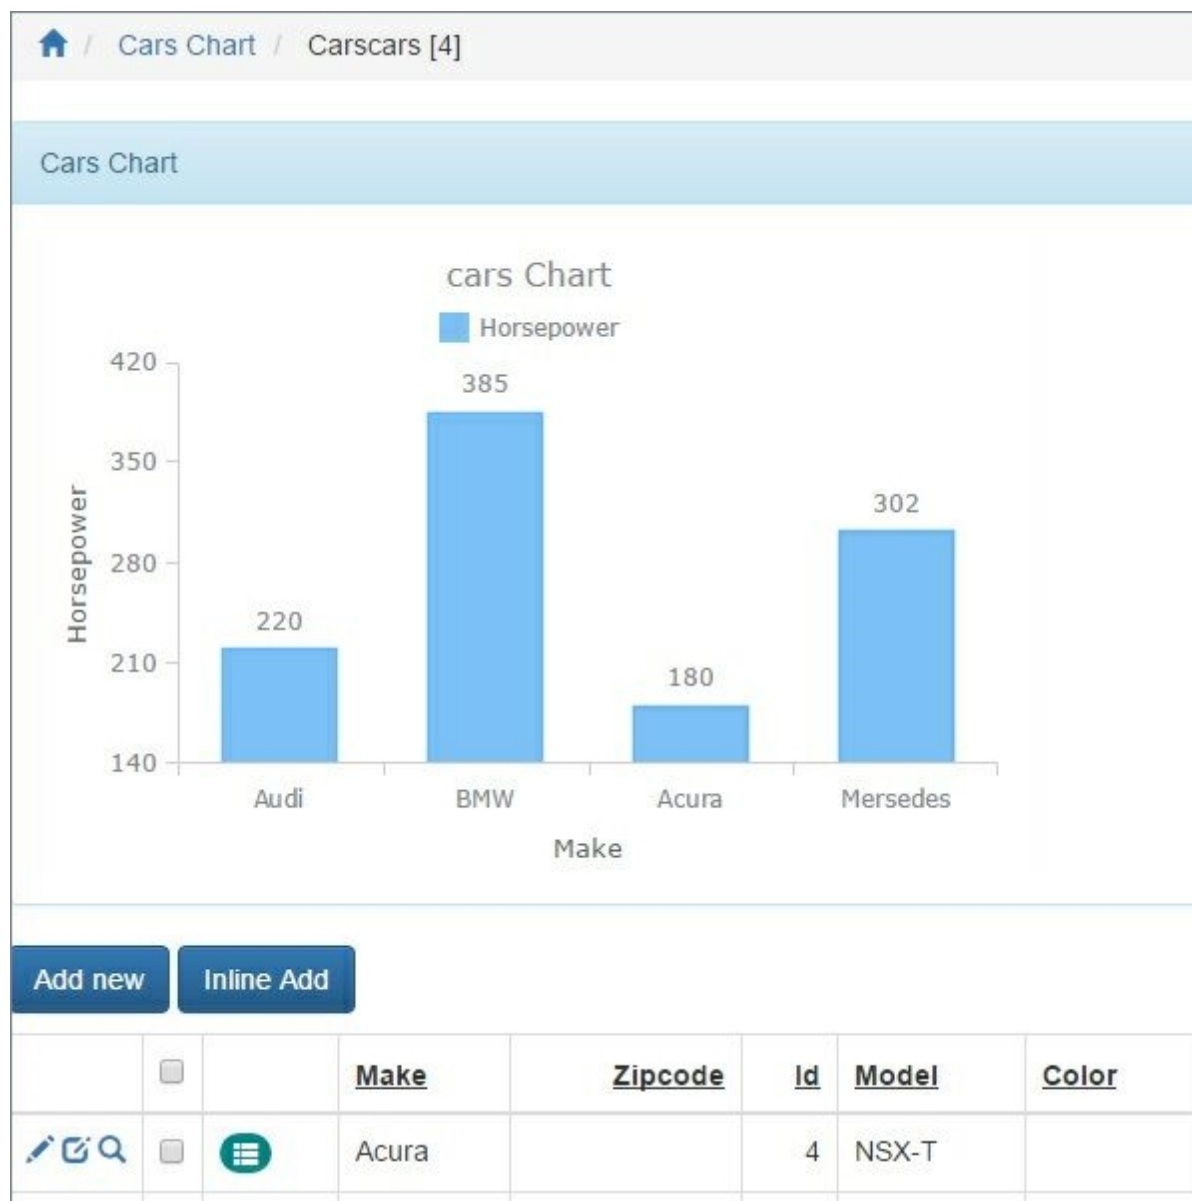 / Cars Chart / Carscars [4]
Cars Chart
cars Chart
Horsepower
420
350
280
210
140
Horsepower
385
302
220
180
Audi BMW Acura Mersedes
Make
Add new Inline Add
Make Zipcode Id Model Color
Acura 4 NSX-T